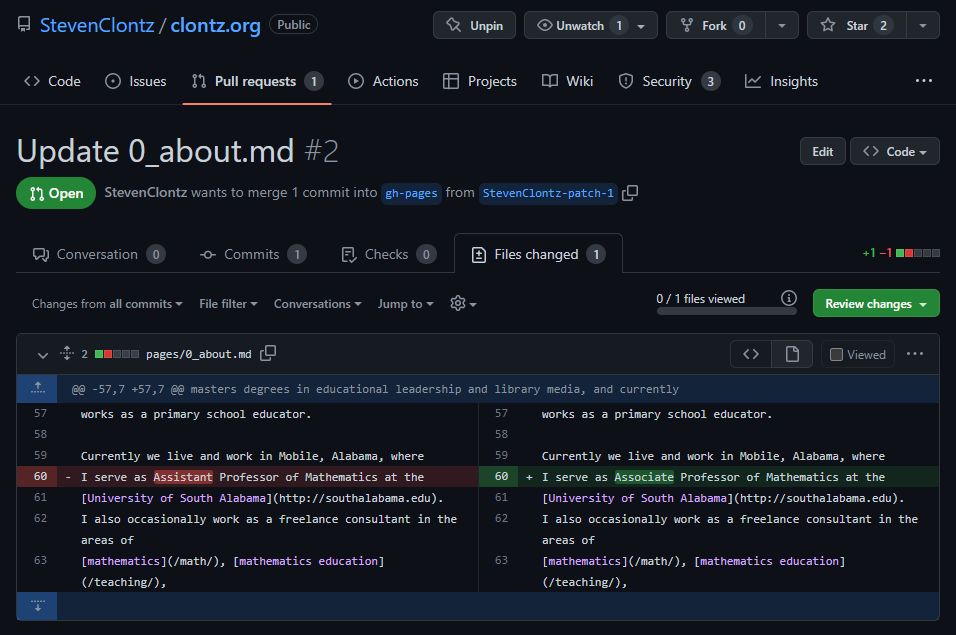 StevenClontz / clontz.org Public Unpin Unwatch 1 Fork 0 Star 2
Code Issues Pull requests 1 Actions Projects Wiki Security 3 Insights ...
Update 0_about.md #2 Edit Code
Open StevenClontz wants to merge 1 commit into gh-pages from StevenClontz-patch-1
Conversation 0 Commits 1 Checks 0 Files changed 1 +1 −1
Changes from all commits File filter Conversations Jump to 0 / 1 files viewed Review changes
2 pages/0_about.md Viewed ...
@@ -57,7 +57,7 @@ masters degrees in educational leadership and library media, and currently
57 works as a primary school educator. 57 works as a primary school educator.
58 58
59 Currently we live and work in Mobile, Alabama, where 59 Currently we live and work in Mobile, Alabama, where
60 - I serve as Assistant Professor of Mathematics at the 60 + I serve as Associate Professor of Mathematics at the
61 [University of South Alabama](http://southalabama.edu). 61 [University of South Alabama](http://southalabama.edu).
62 I also occasionally work as a freelance consultant in the 62 I also occasionally work as a freelance consultant in the
areas of areas of
63 [mathematics](/math/), [mathematics education] 63 [mathematics](/math/), [mathematics education]
(/teaching/), (/teaching/),